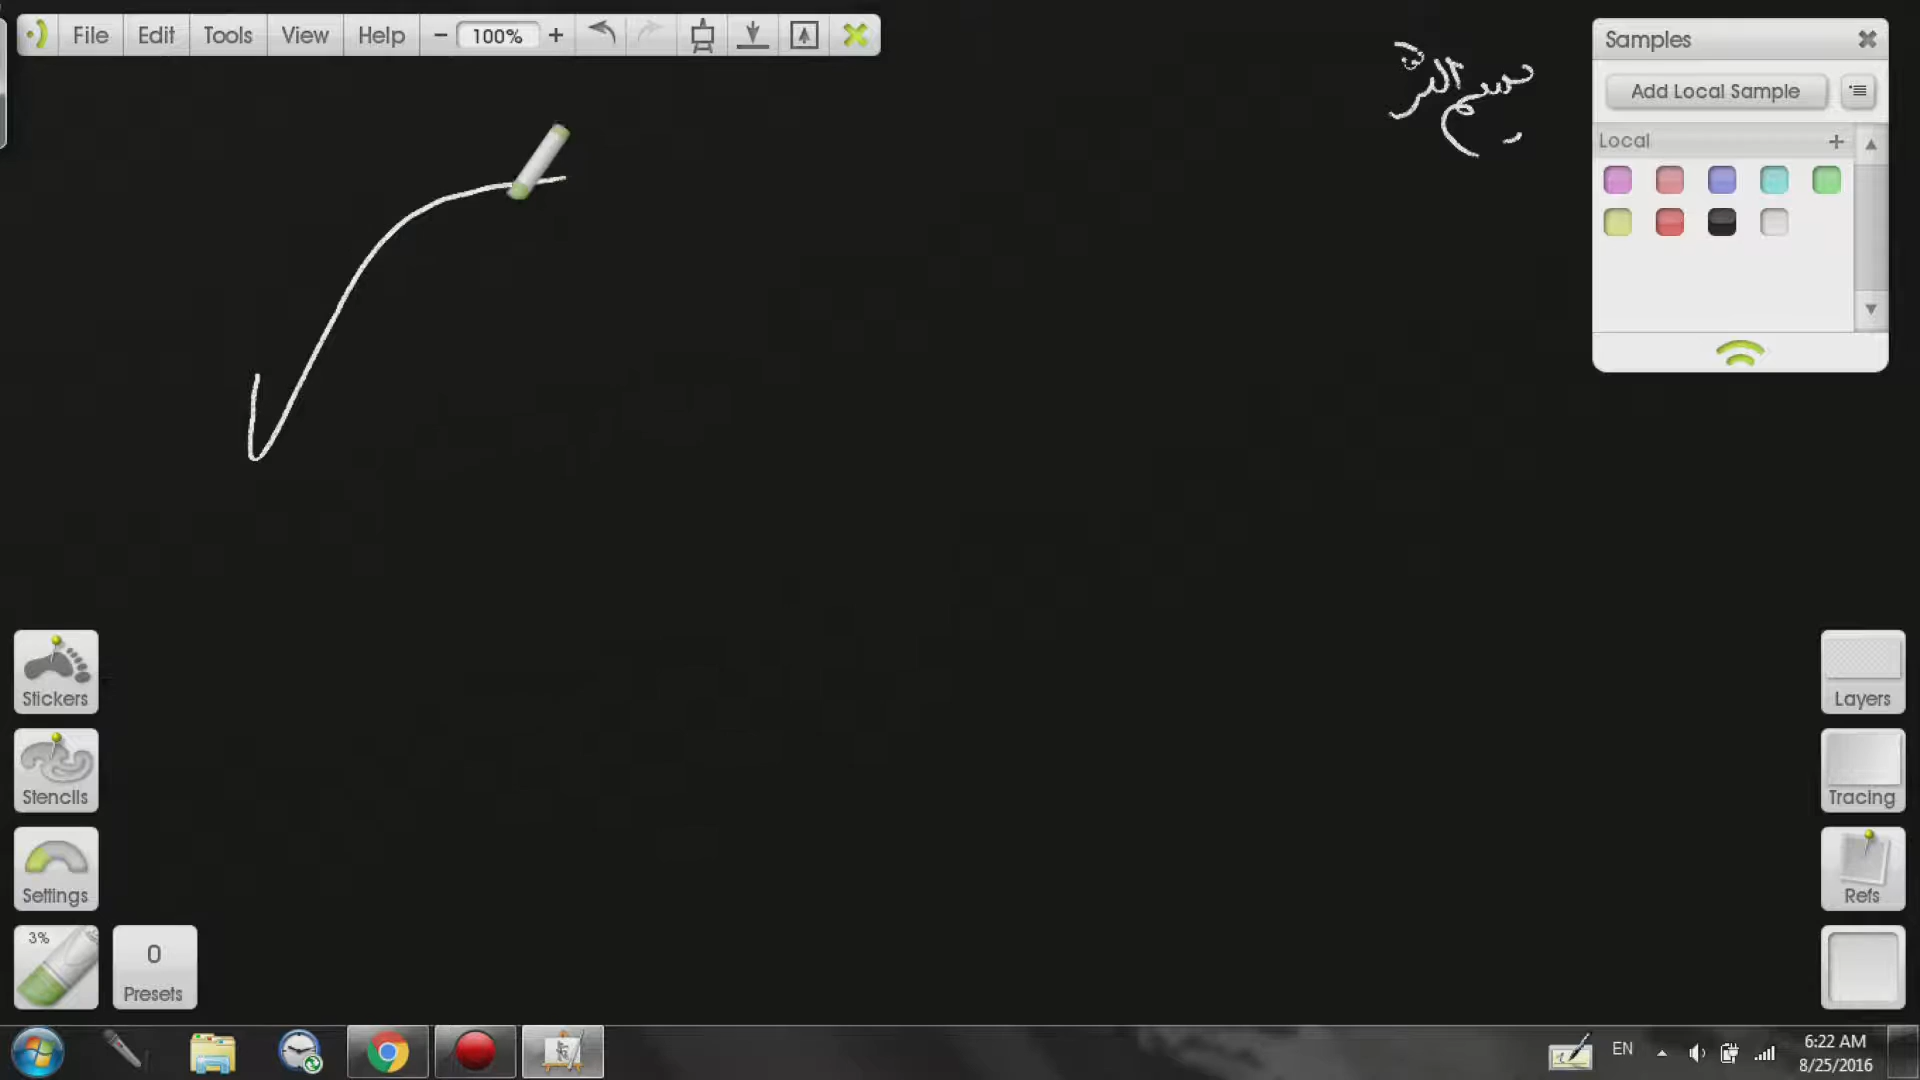 File Edit Tools View Help − 100% +
بسم الله
Samples
Add Local Sample
Local +
Stickers
Layers
Stencils
Tracing
Settings
Refs
3%
0
Presets
EN
6:22 AM
8/25/2016